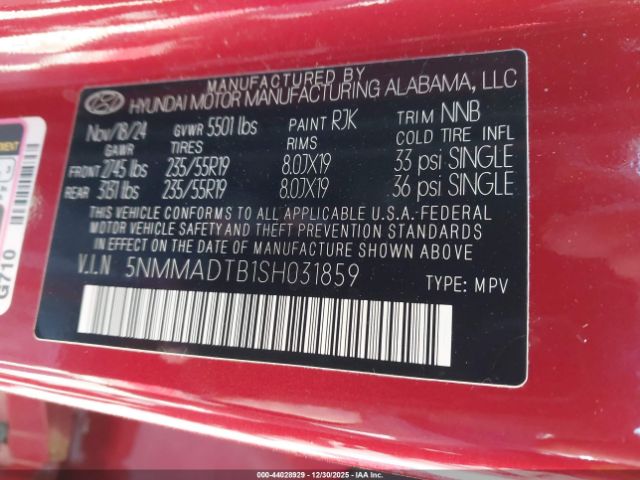 MANUFACTURED BY
HYUNDAI MOTOR MANUFACTURING ALABAMA, LLC
Nov/18/24 GVWR 5501 lbs PAINT RJK TRIM NNB
GAWR TIRES RIMS COLD TIRE INFL
FRONT 2745 lbs 235/55R19 8.0JX19 33 psi SINGLE
REAR 3131 lbs 235/55R19 8.0JX19 36 psi SINGLE
THIS VEHICLE CONFORMS TO ALL APPLICABLE U.S.A.-FEDERAL
MOTOR VEHICLE SAFETY AND THEFT PREVENTION STANDARDS
IN EFFECT ON THE DATE OF MANUFACTURE SHOWN ABOVE.
V.I.N 5NMMADTB1SH031859 TYPE: MPV
G710
000-44028929 • 12/30/2025 • IAAI.COM